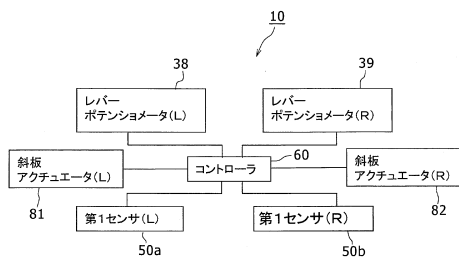 10
38
39
レバー
ポテンショメータ(L)
レバー
ポテンショメータ(R)
60
斜板
アクチュエータ(L)
コントローラ
斜板
アクチュエータ(R)
81
第1センサ(L)
第1センサ(R)
82
50a
50b